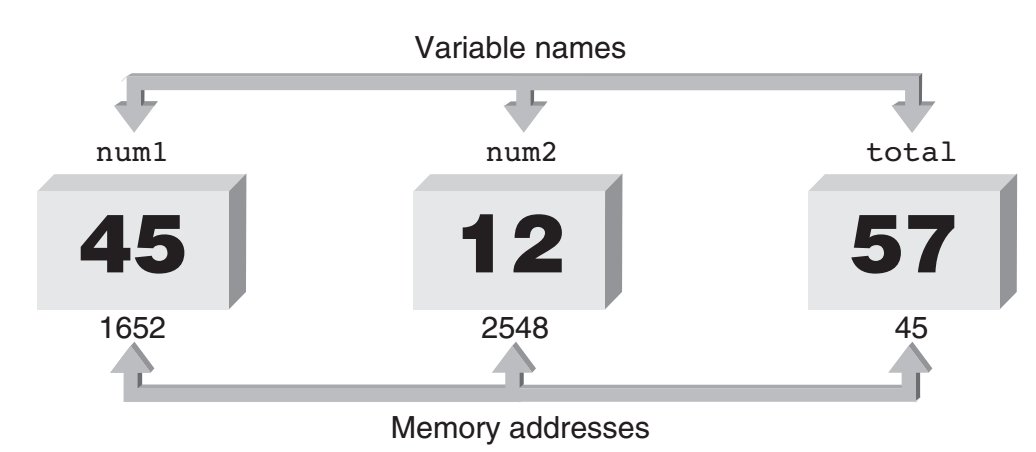 Variable names
num1 num2 total
45 12 57
1652 2548 45
Memory addresses